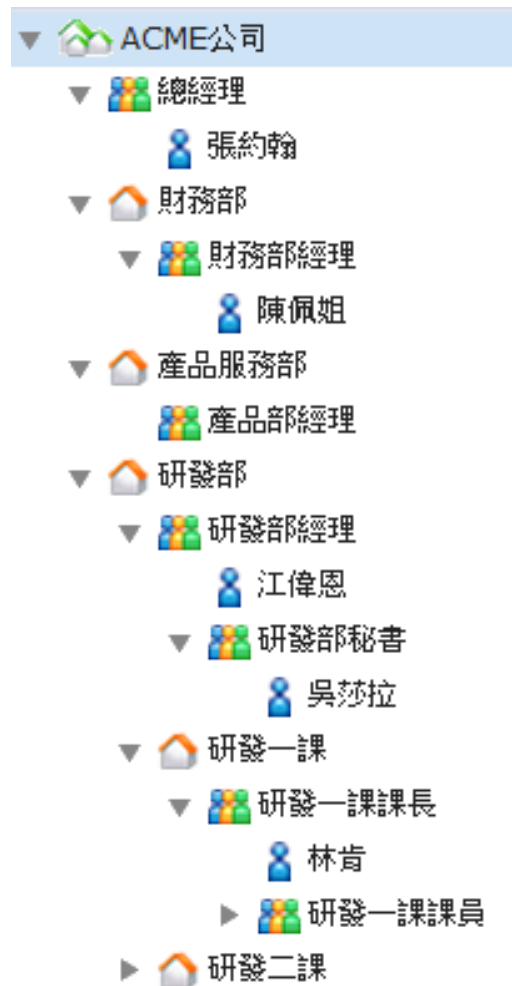 ACME公司
總經理
張約翰
財務部
財務部經理
陳佩姐
產品服務部
產品部經理
研發部
研發部經理
江偉恩
研發部秘書
吳莎拉
研發一課
研發一課課長
林肯
研發一課課員
研發二課